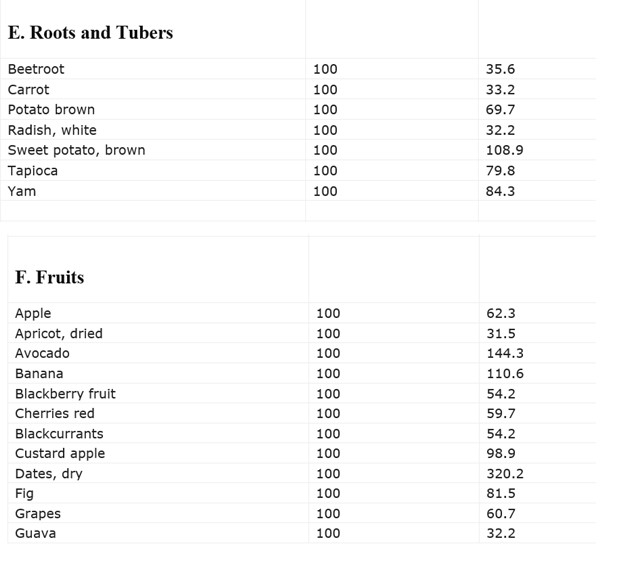 E. Roots and Tubers
Beetroot 100 35.6
Carrot 100 33.2
Potato brown 100 69.7
Radish, white 100 32.2
Sweet potato, brown 100 108.9
Tapioca 100 79.8
Yam 100 84.3
F. Fruits
Apple 100 62.3
Apricot, dried 100 31.5
Avocado 100 144.3
Banana 100 110.6
Blackberry fruit 100 54.2
Cherries red 100 59.7
Blackcurrants 100 54.2
Custard apple 100 98.9
Dates, dry 100 320.2
Fig 100 81.5
Grapes 100 60.7
Guava 100 32.2